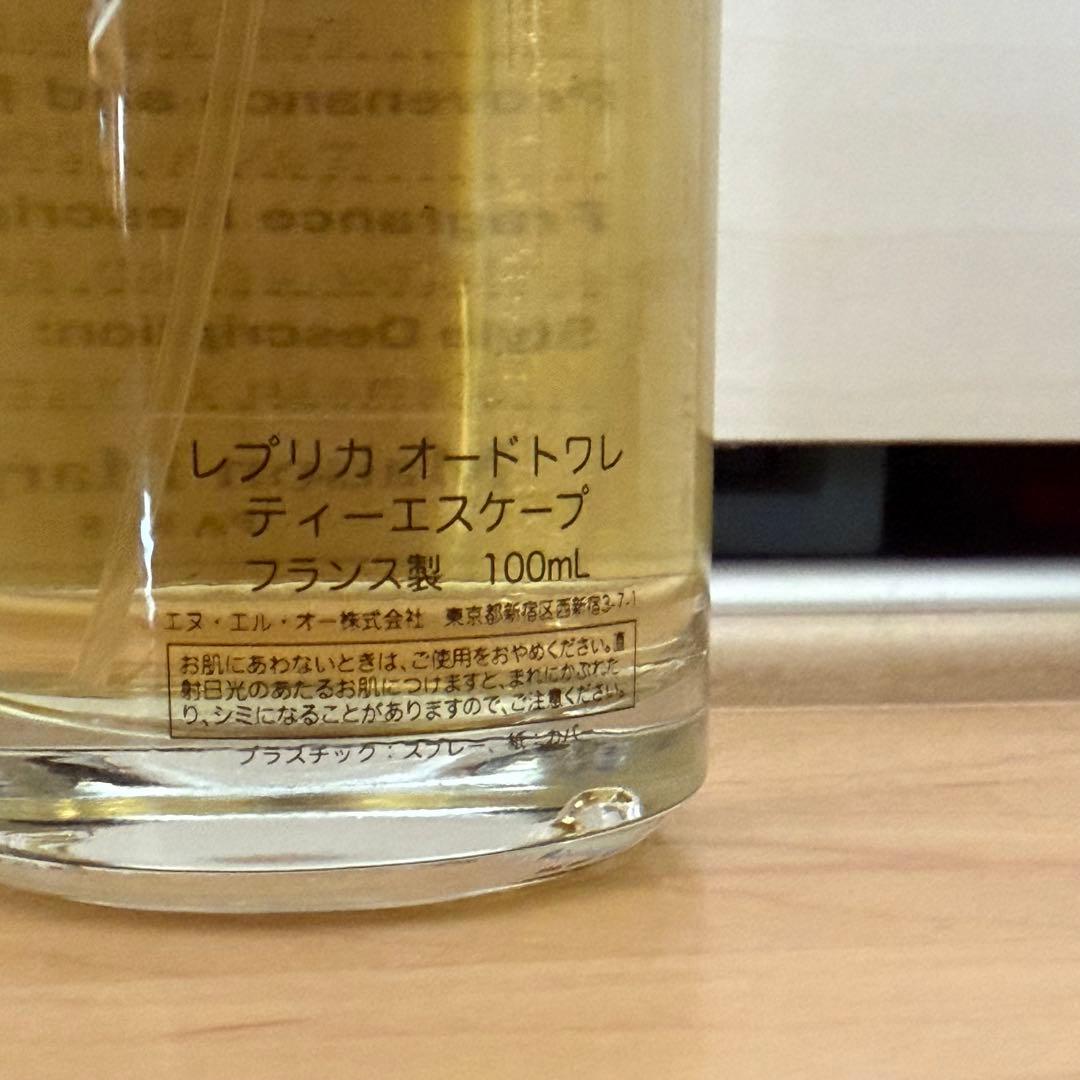 Provenance and
Fragrance Descrip
Style Description:
レプリカ オードトワレ
ティーエスケープ
フランス製 100mL
エヌ・エル・オー株式会社 東京都新宿区西新宿3-7-1
お肌にあわないときは、ご使用をおやめください。直
射日光のあたるお肌につけますと、まれにかぶれた
り、シミになることがありますので、ご注意ください。
プラスチック：スプレー、紙：カバー